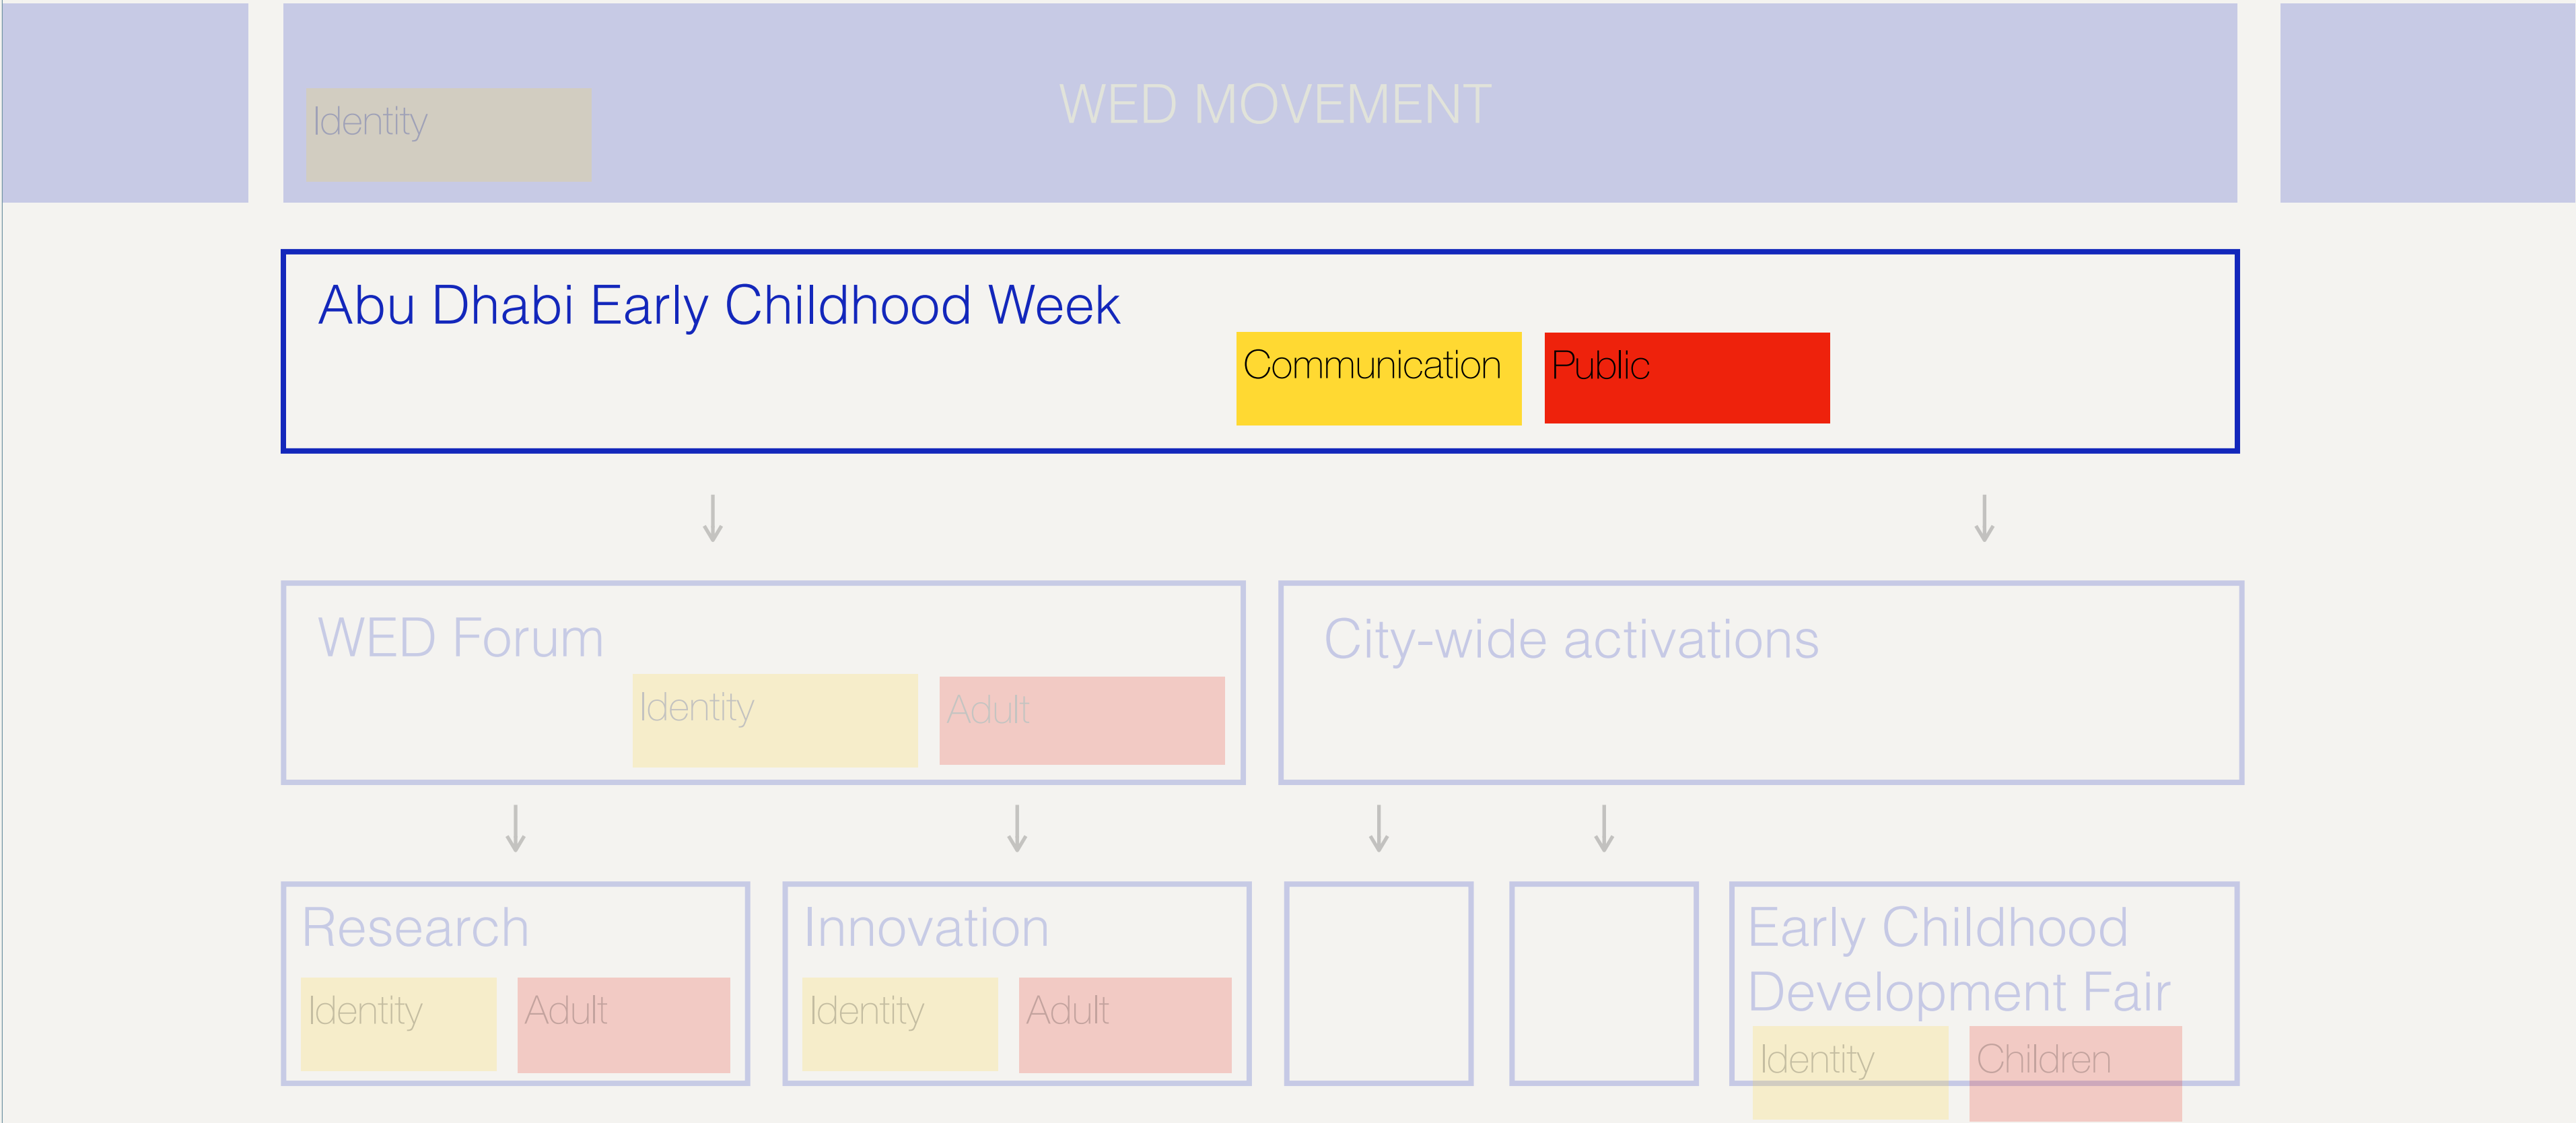 WED MOVEMENT
Identity
Abu Dhabi Early Childhood Week
Communication
Public
WED Forum
Identity
Adult
City-wide activations
Research
Identity
Adult
Innovation
Identity
Adult
Early Childhood
Development Fair
Identity
Children